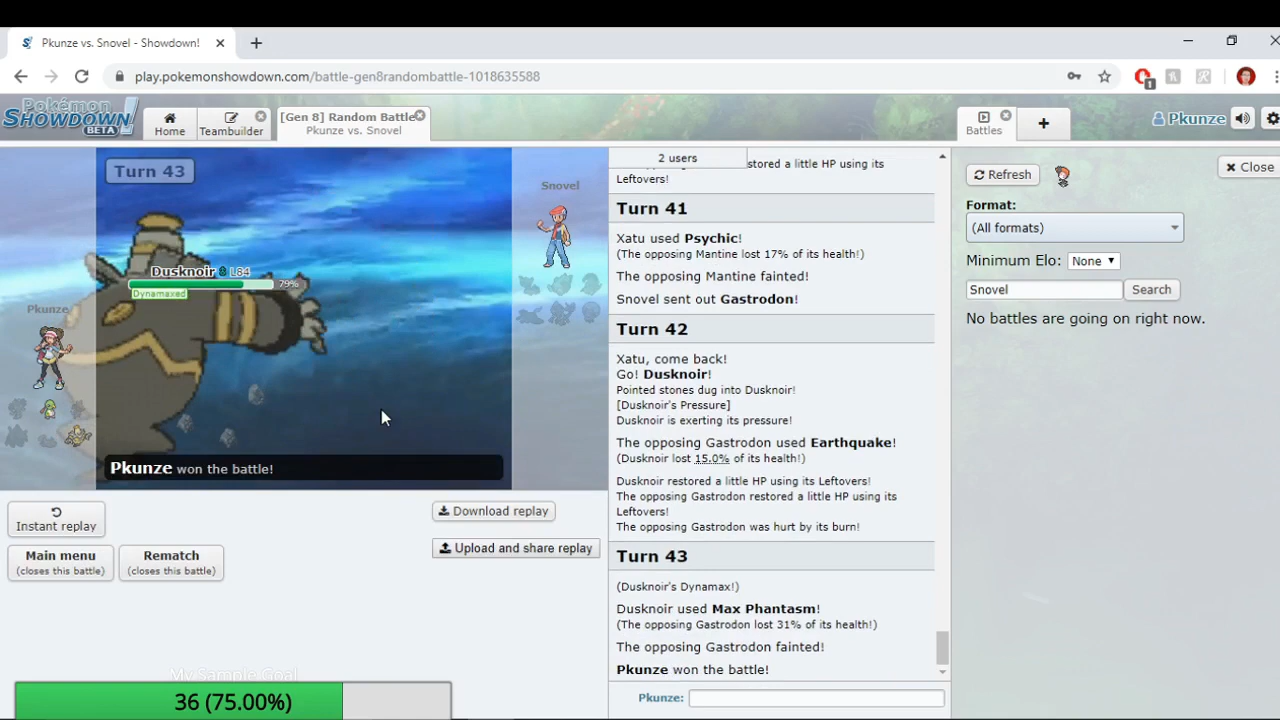 Pkunze vs. Snovel - Showdown!
play.pokemonshowdown.com/battle-gen8randombattle-1018635588
1
Pokémon
SHOWDOWN!
BETA
Home
Teambuilder
[Gen 8] Random Battle
Pkunze vs. Snovel
Battles
Pkunze
Turn 43
Snovel
Dusknoir L84
79%
Dynamaxed
Pkunze
Pkunze won the battle!
Instant replay
Download replay
Upload and share replay
Main menu
(closes this battle)
Rematch
(closes this battle)
My Sample Goal
36 (75.00%)
2 users
stored a little HP using its
Leftovers!
Turn 41
Xatu used Psychic!
(The opposing Mantine lost 17% of its health!)
The opposing Mantine fainted!
Snovel sent out Gastrodon!
Turn 42
Xatu, come back!
Go! Dusknoir!
Pointed stones dug into Dusknoir!
[Dusknoir's Pressure]
Dusknoir is exerting its pressure!
The opposing Gastrodon used Earthquake!
(Dusknoir lost 15.0% of its health!)
Dusknoir restored a little HP using its Leftovers!
The opposing Gastrodon restored a little HP using its
Leftovers!
The opposing Gastrodon was hurt by its burn!
Turn 43
(Dusknoir's Dynamax!)
Dusknoir used Max Phantasm!
(The opposing Gastrodon lost 31% of its health!)
The opposing Gastrodon fainted!
Pkunze won the battle!
Pkunze:
Refresh
Close
Format:
(All formats)
Minimum Elo: None
Snovel
Search
No battles are going on right now.